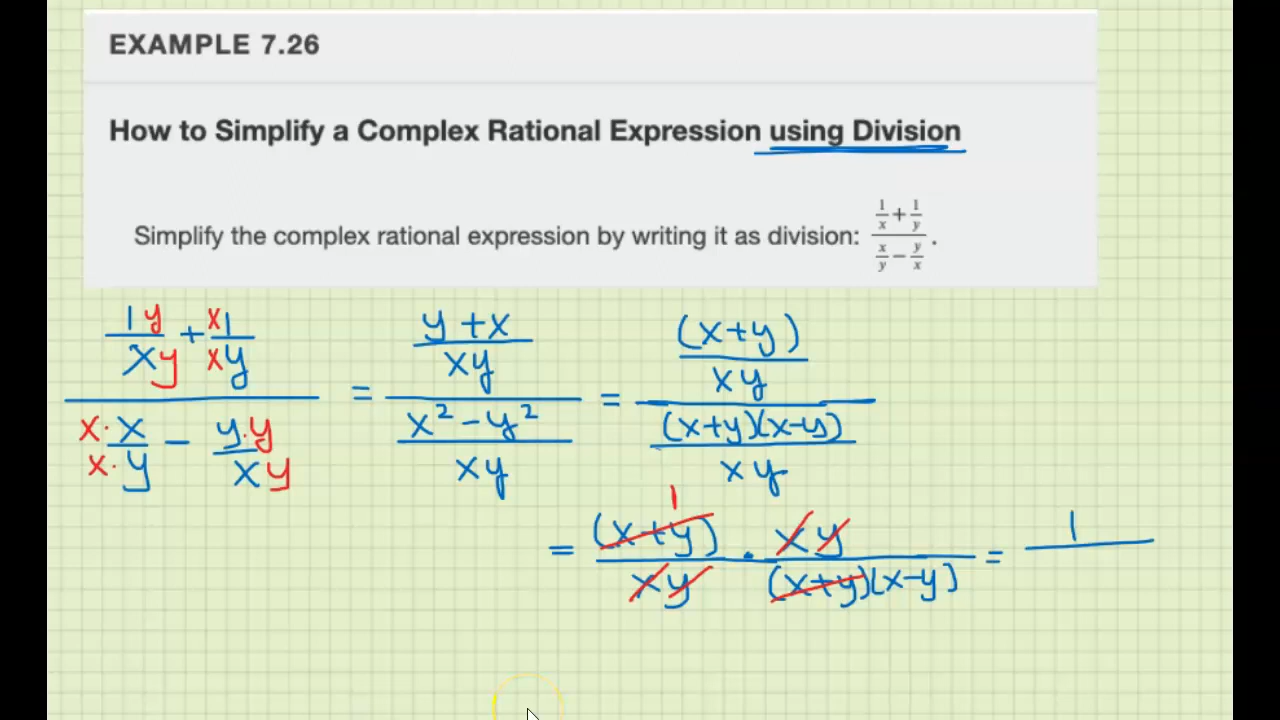 EXAMPLE 7.26
How to Simplify a Complex Rational Expression using Division
Simplify the complex rational expression by writing it as division: (1/x + 1/y)/(x/y − y/x).
(1y/xy + x1/xy)/(x·x/x·y − y·y/xy) = ((y+x)/xy)/((x²−y²)/xy) = ((x+y)/xy)/((x+y)(x−y)/xy)
= (x+y)/xy · xy/(x+y)(x−y) = 1/
1